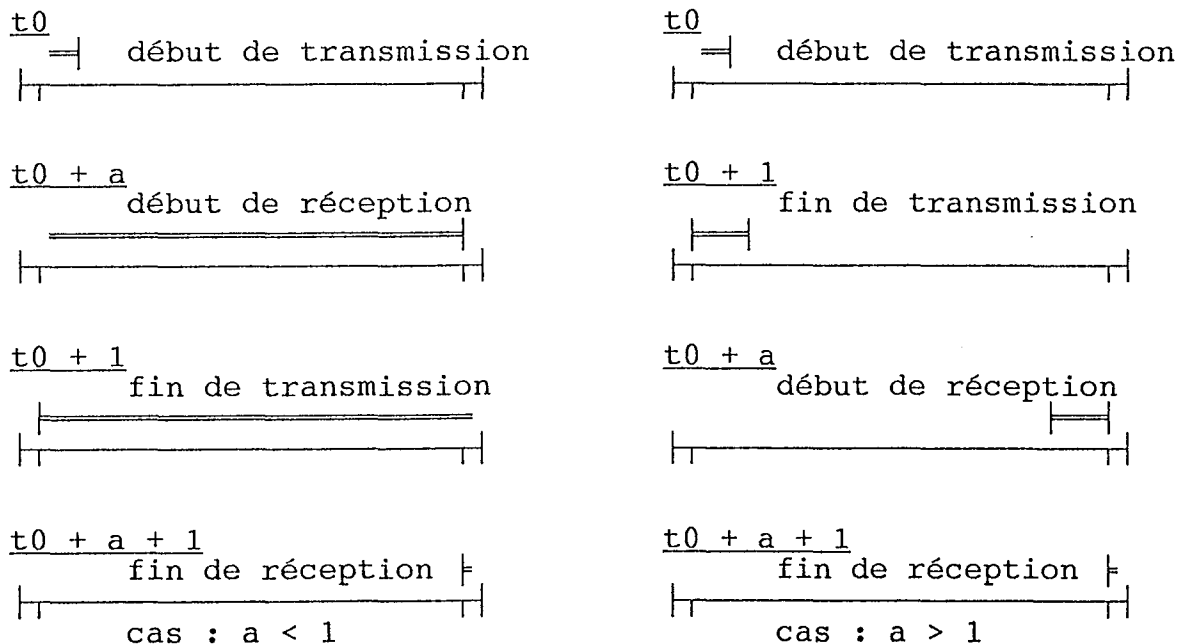 t0
début de transmission
t0 + a
début de réception
t0 + 1
fin de transmission
t0 + a + 1
fin de réception
cas : a < 1
t0
début de transmission
t0 + 1
fin de transmission
t0 + a
début de réception
t0 + a + 1
fin de réception
cas : a > 1